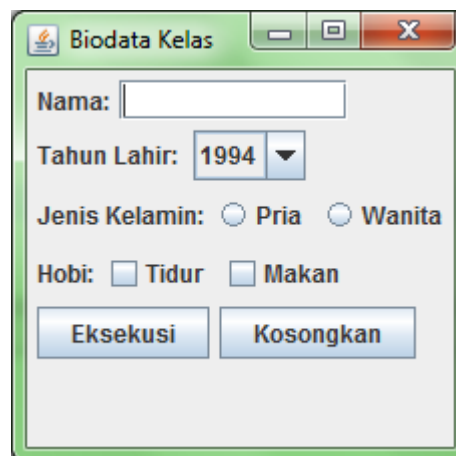 Biodata Kelas
Nama:
Tahun Lahir: 1994
Jenis Kelamin: Pria Wanita
Hobi: Tidur Makan
Eksekusi Kosongkan